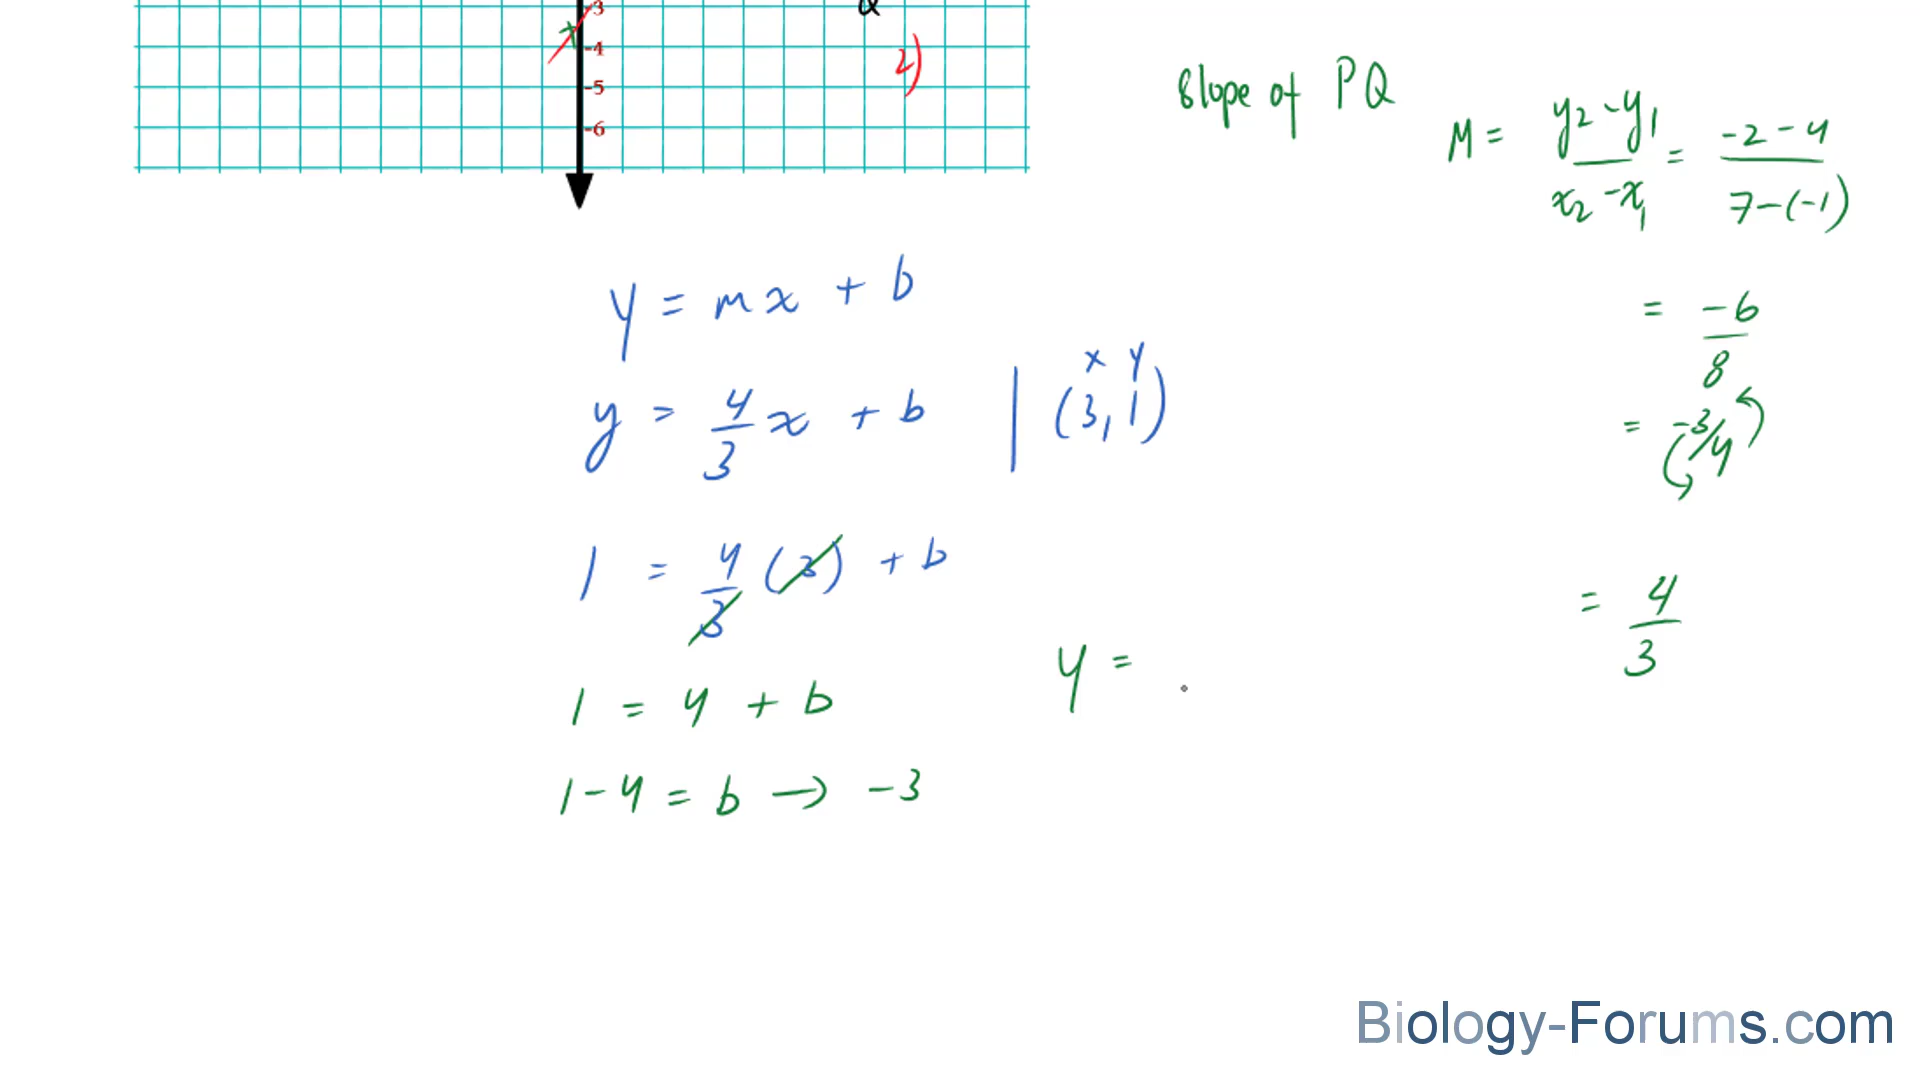 -3
Q
-4
2)
-5
-6
Slope of PQ
M = y2 - y1 / x2 - x1 = -2 - 4 / 7 - (-1)
= -6 / 8
= -3/4
= 4 / 3
y = mx + b
y = 4/3 x + b | (3, 1)
x y
1 = 4/3 (3) + b
1 = 4 + b
1 - 4 = b → -3
y =
Biology-Forums.com